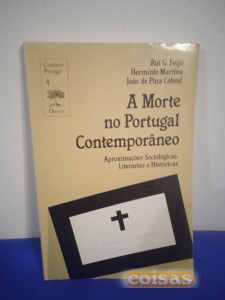 Rui G. Feijó
Hermínio Martins
João de Pina Cabral
Conhecer
Portugal
4
Querco
A Morte
no Portugal
Contemporâneo
Aproximações Sociológicas,
Literárias e Históricas
coisas